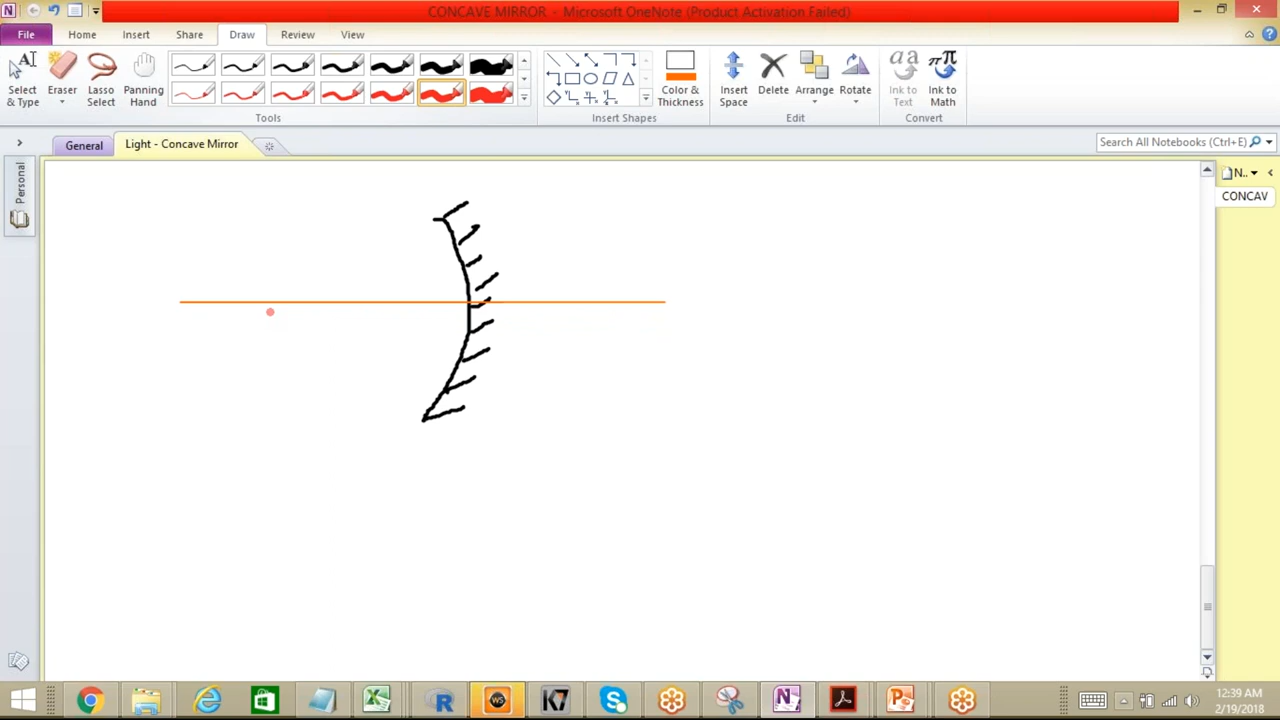 CONCAVE MIRROR - Microsoft OneNote (Product Activation Failed)
File Home Insert Share Draw Review View
Select & Type
Eraser
Lasso Select
Panning Hand
Color & Thickness
Insert Space
Delete
Arrange
Rotate
Ink to Text
Ink to Math
Tools
Insert Shapes
Edit
Convert
General
Light - Concave Mirror
Search All Notebooks (Ctrl+E)
Personal
N..
CONCAV
12:39 AM
2/19/2018